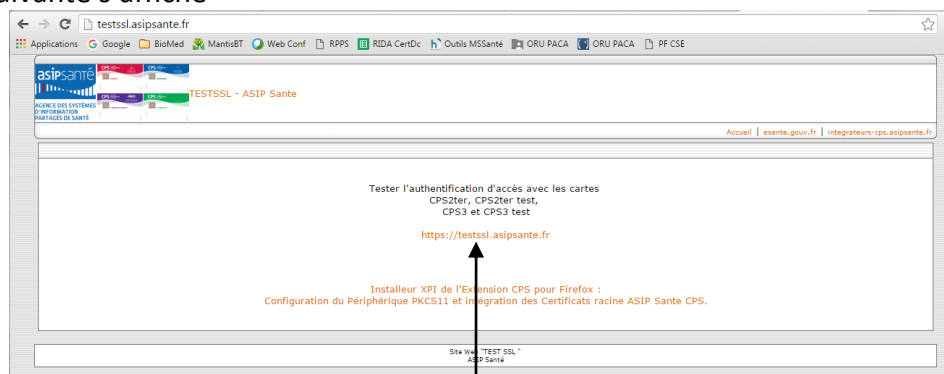 suivante s'affiche
testssl.asipsante.fr
Applications Google BioMed MantisBT Web Conf RPPS RIDA CertDc Outils MSSanté ORU PACA ORU PACA PF CSE
asipsanté
AGENCE DES SYSTÈMES
D'INFORMATION
PARTAGÉS DE SANTÉ
TESTSSL - ASIP Sante
Accueil | esante.gouv.fr | integrateurs-cps.asipsante.fr
Tester l'authentification d'accès avec les cartes
CPS2ter, CPS2ter test,
CPS3 et CPS3 test
https://testssl.asipsante.fr
Installeur XPI de l'Extension CPS pour Firefox :
Configuration du Périphérique PKCS11 et intégration des Certificats racine ASIP Sante CPS.
Site Web "TEST SSL"
ASIP Santé